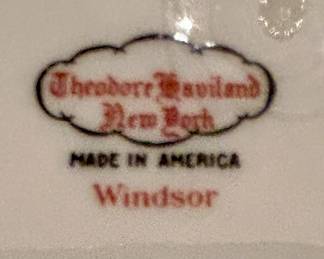 Theodore Haviland
New York
MADE IN AMERICA
Windsor